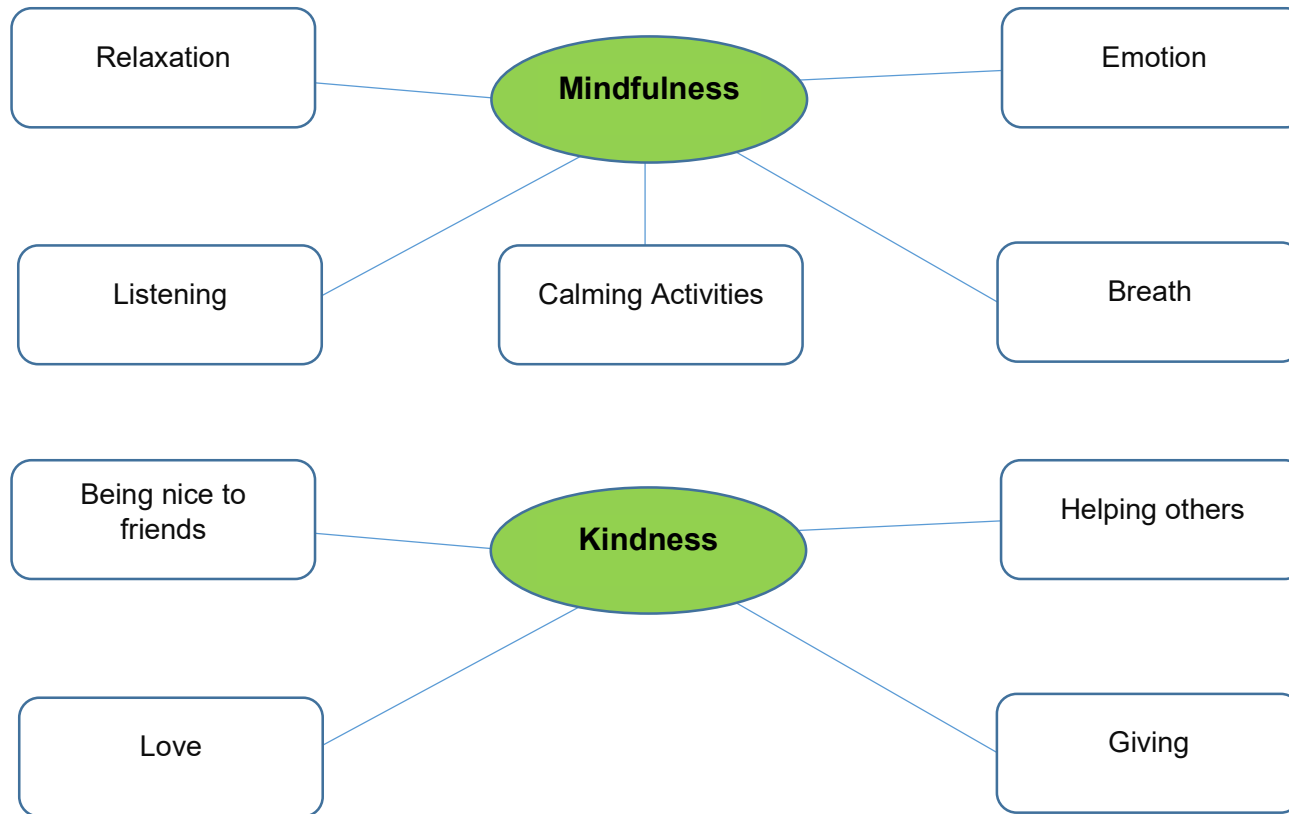 Relaxation
Mindfulness
Emotion
Listening
Calming Activities
Breath
Being nice to
friends
Kindness
Helping others
Love
Giving